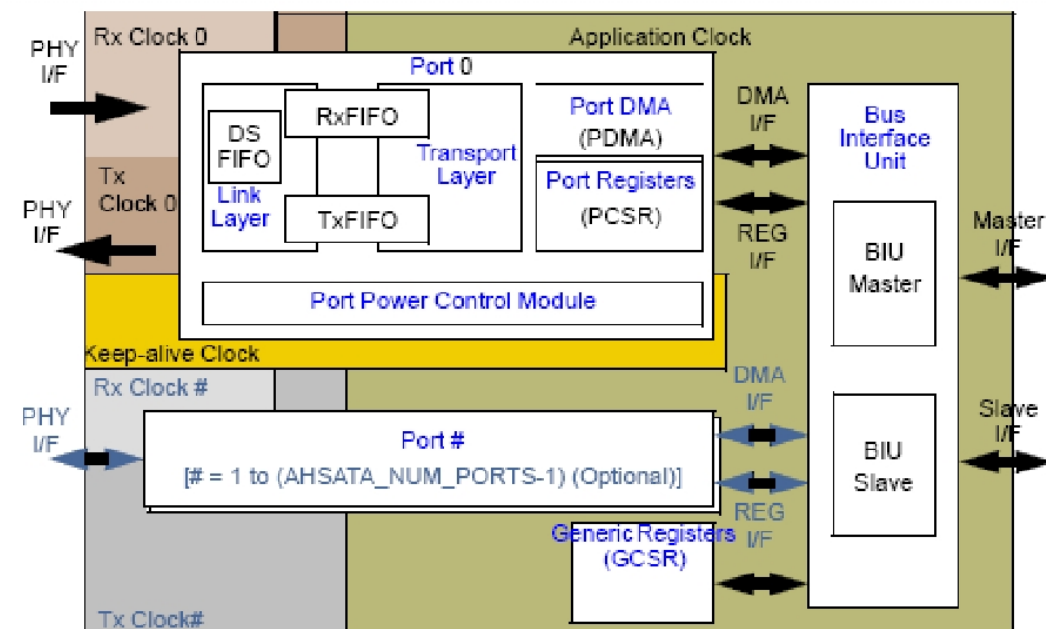 PHY
I/F
Rx Clock 0
Application Clock
Port 0
DS
FIFO
Link
Layer
RxFIFO
TxFIFO
Transport
Layer
Port DMA
(PDMA)
Port Registers
(PCSR)
DMA
I/F
REG
I/F
Bus
Interface
Unit
Tx
Clock 0
PHY
I/F
BIU
Master
Master
I/F
Port Power Control Module
Keep-alive Clock
Rx Clock #
PHY
I/F
Port #
[# = 1 to (AHSATA_NUM_PORTS-1) (Optional)]
DMA
I/F
REG
I/F
BIU
Slave
Slave
I/F
Generic Registers
(GCSR)
Tx Clock#